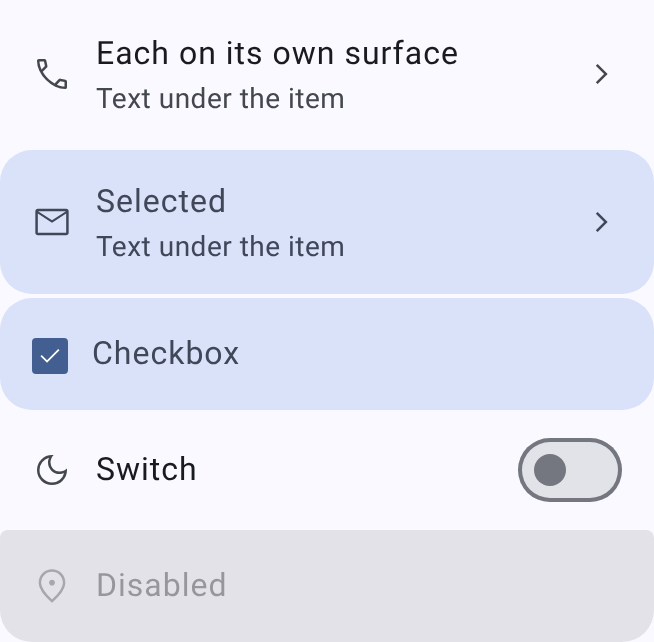 Each on its own surface
Text under the item
Selected
Text under the item
Checkbox
Switch
Disabled